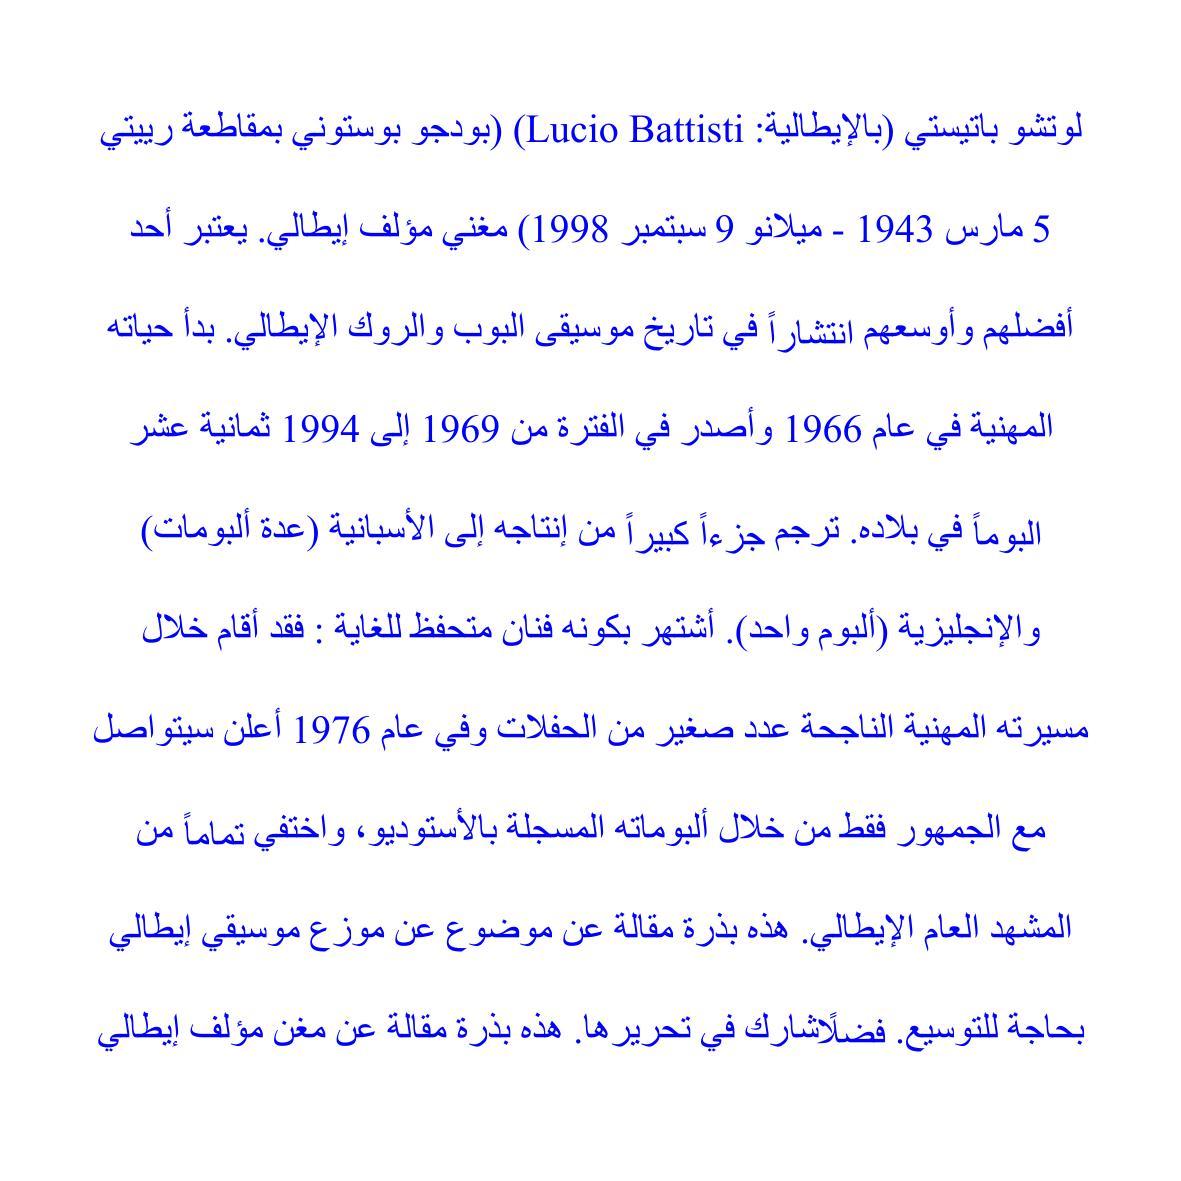 لوتشو باتيستي (بالإيطالية: Lucio Battisti) (بودجو بوستوني بمقاطعة رييتي
5 مارس 1943 - ميلانو 9 سبتمبر 1998) مغني مؤلف إيطالي. يعتبر أحد
أفضلهم وأوسعهم انتشاراً في تاريخ موسيقى البوب والروك الإيطالي. بدأ حياته
المهنية في عام 1966 وأصدر في الفترة من 1969 إلى 1994 ثمانية عشر
البوماً في بلاده. ترجم جزءاً كبيراً من إنتاجه إلى الأسبانية (عدة ألبومات)
والإنجليزية (ألبوم واحد). أشتهر بكونه فنان متحفظ للغاية : فقد أقام خلال
مسيرته المهنية الناجحة عدد صغير من الحفلات وفي عام 1976 أعلن سيتواصل
مع الجمهور فقط من خلال ألبوماته المسجلة بالأستوديو، واختفي تماماً من
المشهد العام الإيطالي. هذه بذرة مقالة عن موضوع عن موزع موسيقي إيطالي
بحاجة للتوسيع. فضلًاشارك في تحريرها. هذه بذرة مقالة عن مغن مؤلف إيطالي